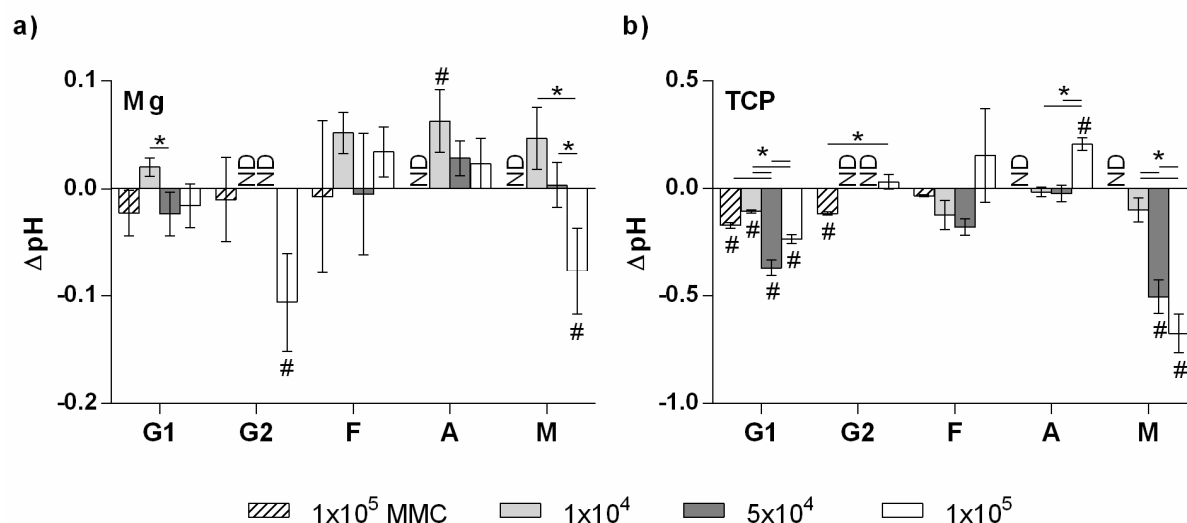 a)
b)
Mg
TCP
ΔpH
0.1
0.0
-0.1
-0.2
*
ND
ND
#
#
ND
ND
*
*
#
G1 G2 F A M
ΔpH
0.5
0.0
-0.5
-1.0
*
#
#
#
#
*
#
ND
ND
ND
*
#
ND
*
#
#
G1 G2 F A M
1x10⁵ MMC 1x10⁴ 5x10⁴ 1x10⁵